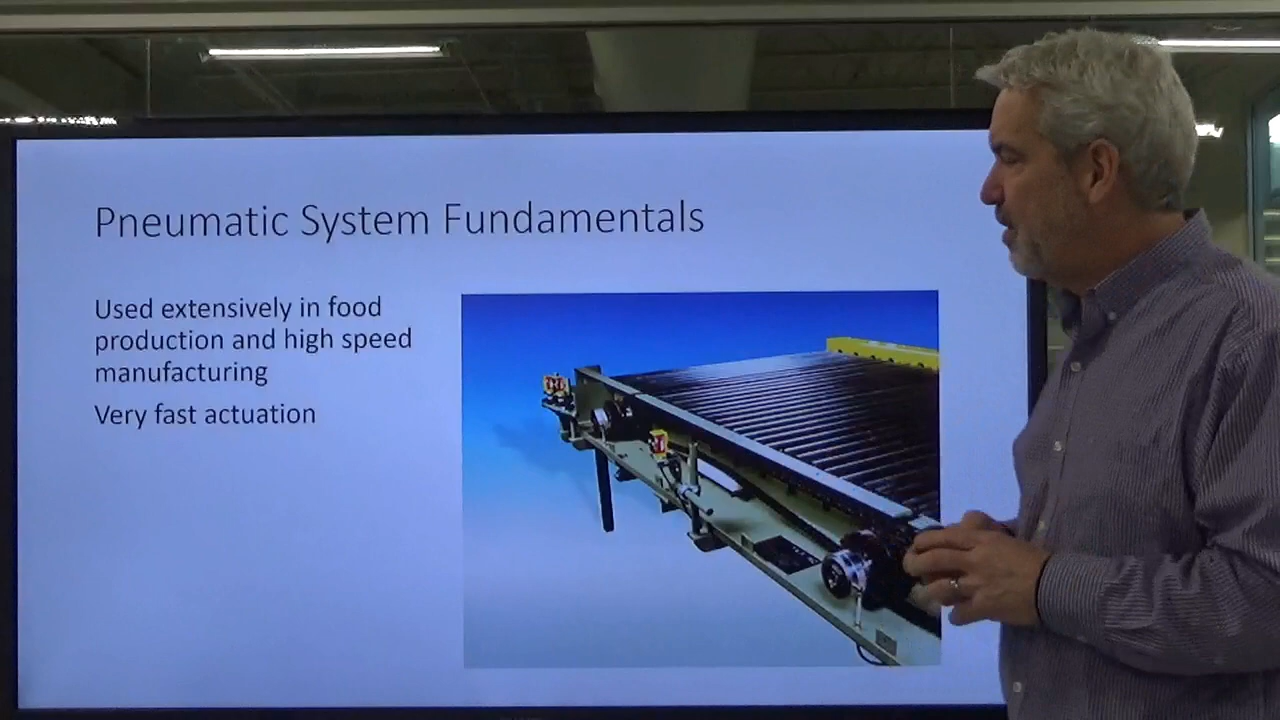 Pneumatic System Fundamentals
Used extensively in food
production and high speed
manufacturing
Very fast actuation